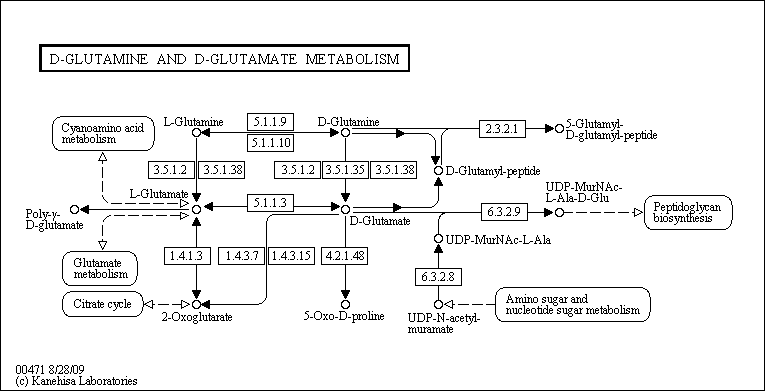 D-GLUTAMINE AND D-GLUTAMATE METABOLISM
Cyanoamino acid
metabolism
L-Glutamine
5.1.1.9
5.1.1.10
D-Glutamine
2.3.2.1
5-Glutamyl-
D-glutamyl-peptide
3.5.1.2
3.5.1.38
3.5.1.2
3.5.1.35
3.5.1.38
D-Glutamyl-peptide
L-Glutamate
Poly-γ-
D-glutamate
5.1.1.3
D-Glutamate
6.3.2.9
UDP-MurNAc-
L-Ala-D-Glu
Peptidoglycan
biosynthesis
Glutamate
metabolism
1.4.1.3
1.4.3.7
1.4.3.15
4.2.1.48
UDP-MurNAc-L-Ala
6.3.2.8
Citrate cycle
2-Oxoglutarate
5-Oxo-D-proline
UDP-N-acetyl-
muramate
Amino sugar and
nucleotide sugar metabolism
00471 8/28/09
(c) Kanehisa Laboratories